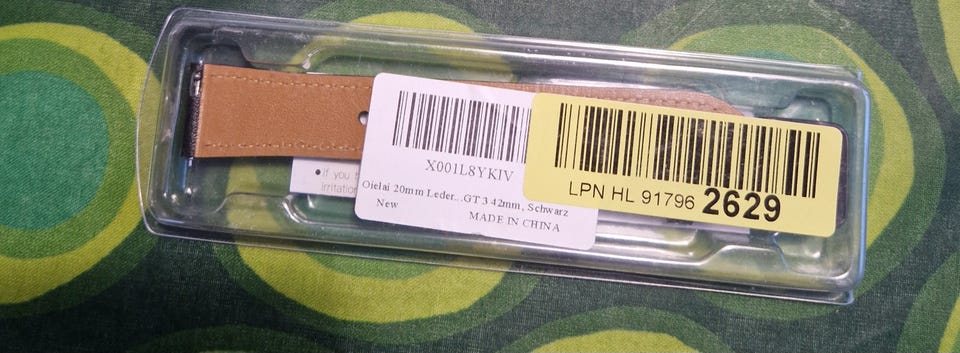 X001L8YKIV
Oielai 20mm Leder...GT 3 42mm, Schwarz
New
MADE IN CHINA
LPN HL 91796 2629
•If you
irritation